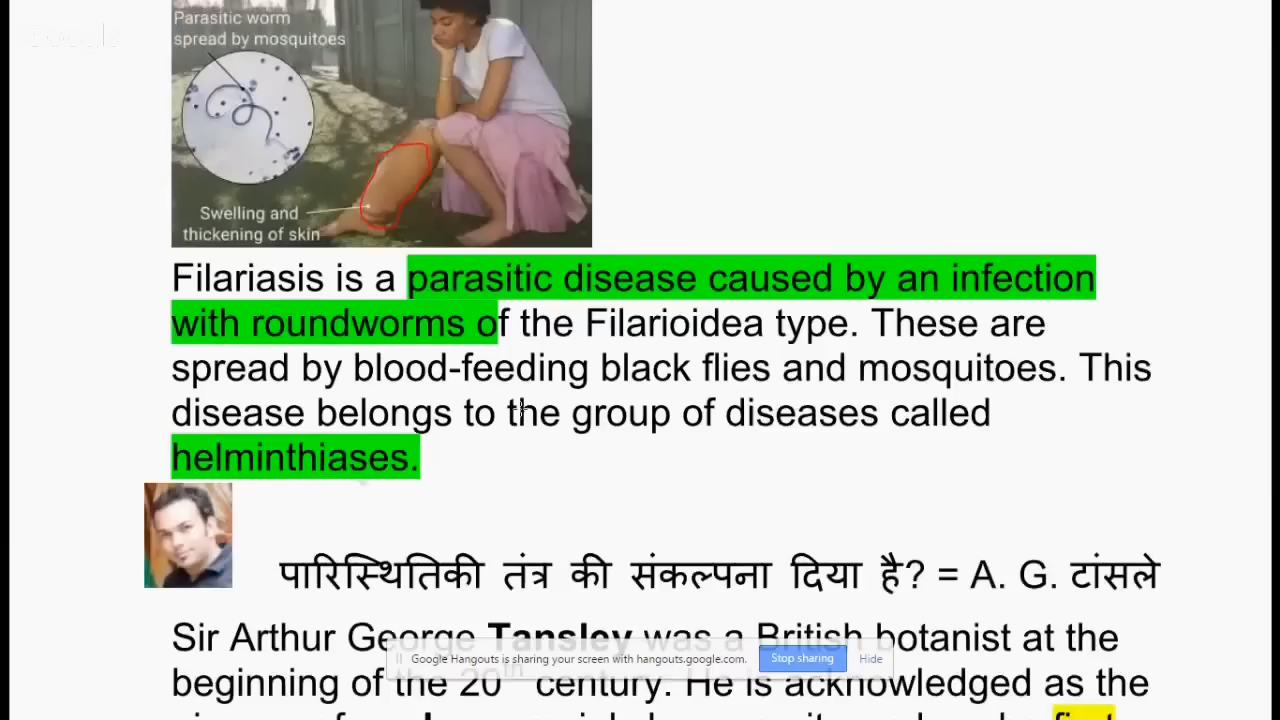 Parasitic worm
spread by mosquitoes
Swelling and
thickening of skin
Filariasis is a parasitic disease caused by an infection
with roundworms of the Filarioidea type. These are
spread by blood-feeding black flies and mosquitoes. This
disease belongs to the group of diseases called
helminthiases.
पारिस्थितिकी तंत्र की संकल्पना दिया है? = A. G. टांसले
Sir Arthur George Tansley was a British botanist at the
Google Hangouts is sharing your screen with hangouts.google.com. Stop sharing Hide
beginning of the 20th century. He is acknowledged as the
first